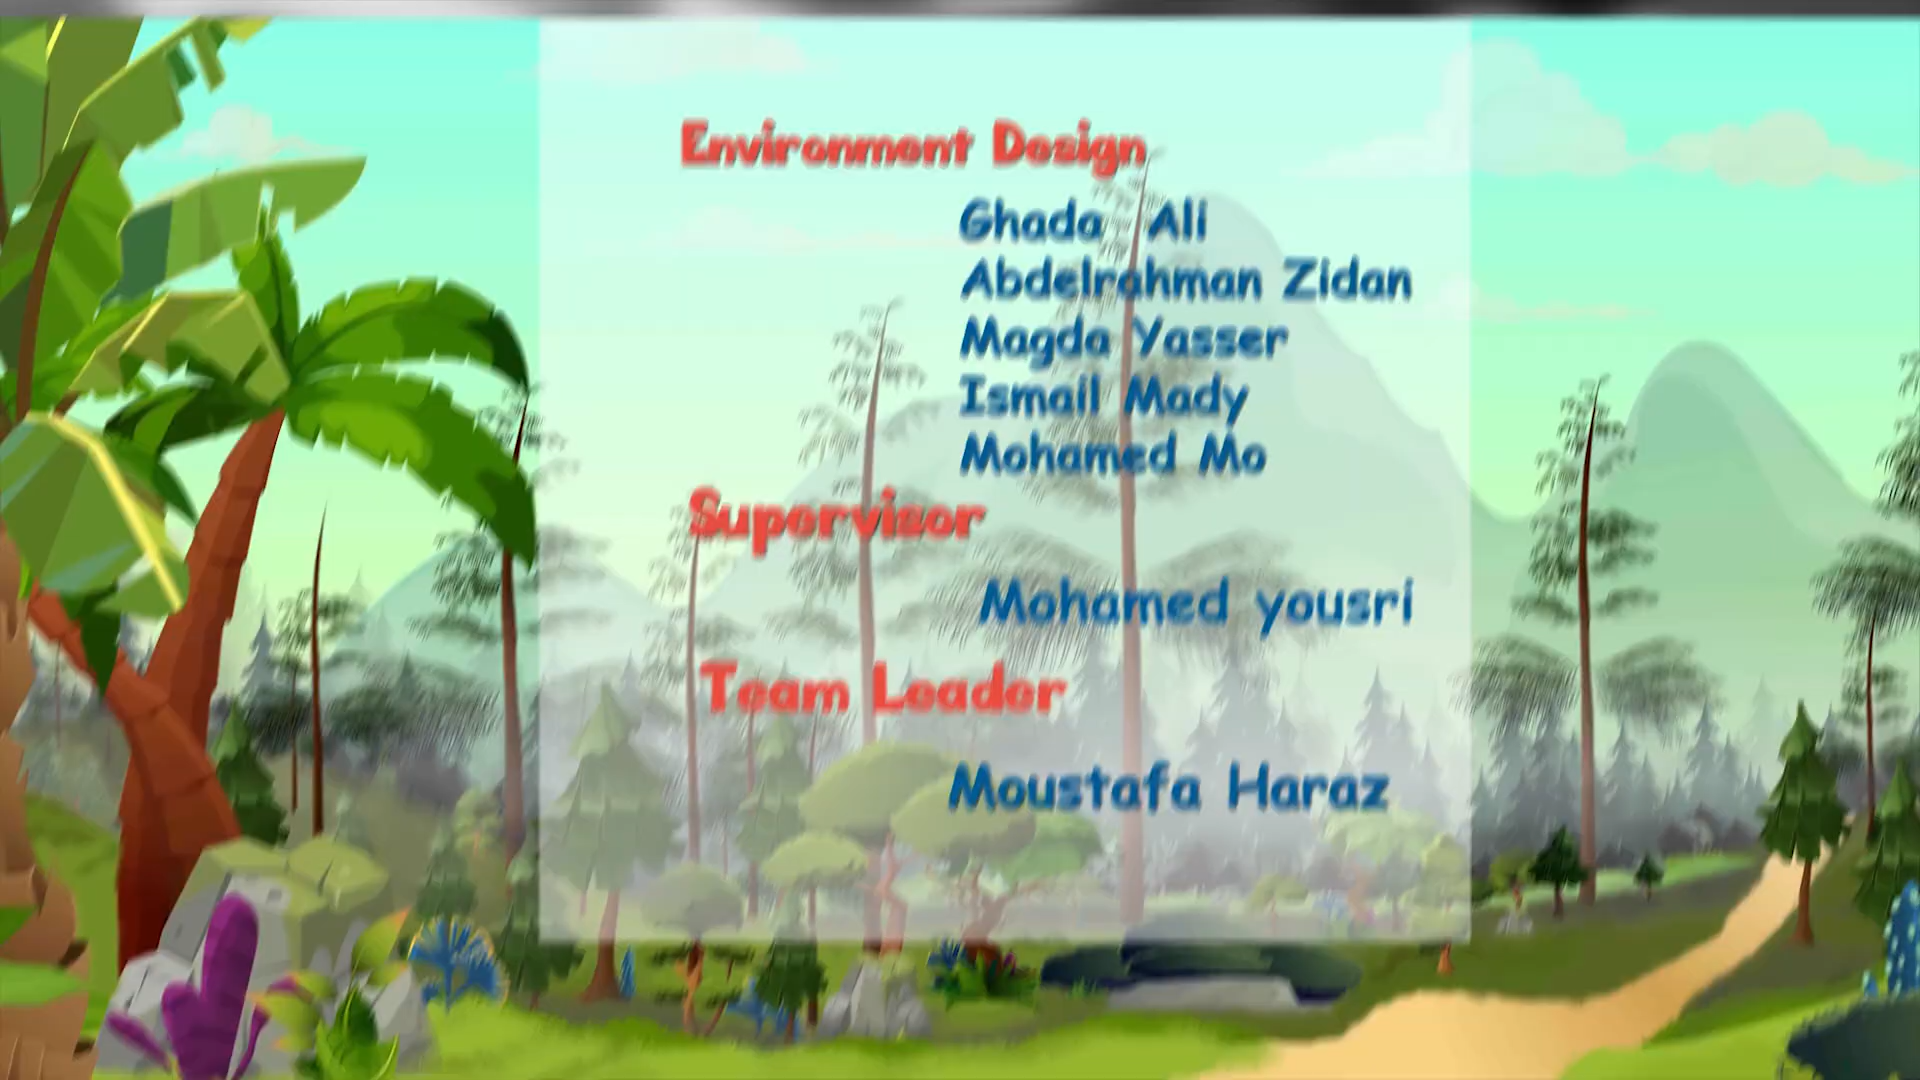 Environment Design
Ghada Ali
Abdelrahman Zidan
Magda Yasser
Ismail Mady
Mohamed Mo
Supervisor
Mohamed yousri
Team Leader
Moustafa Haraz